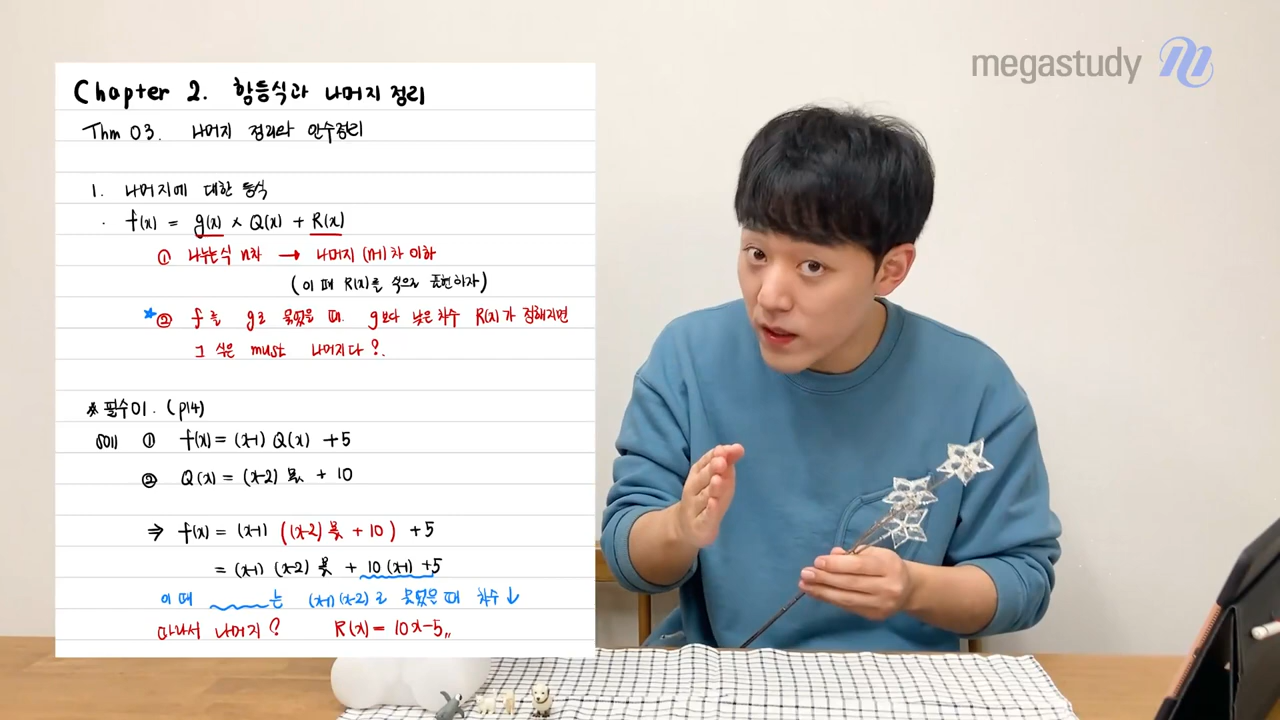 megastudy
Chapter 2. 항등식과 나머지 정리
Thm 03. 나머지 정리와 인수정리
1. 나머지에 대한 등식
· f(x) = g(x) × Q(x) + R(x)
① 나누는식 n차 → 나머지 (n-1)차 이하
(이 때 R(x)를 식으로 표현하자)
★② f를 g로 묶었을 때. g보다 낮은 차수 R(x)가 정해지면
그 식은 must 나머지다?.
※ 필수01. (p14)
sol) ① f(x) = (x-1) Q(x) + 5
② Q(x) = (x-2) 몫 + 10
⇒ f(x) = (x-1) ((x-2) 몫 + 10) + 5
= (x-1) (x-2) 몫 + 10 (x-1) + 5
이 때 는 (x-1)(x-2)로 묶었을 때 차수 ↓
따라서 나머지? R(x) = 10x-5,,